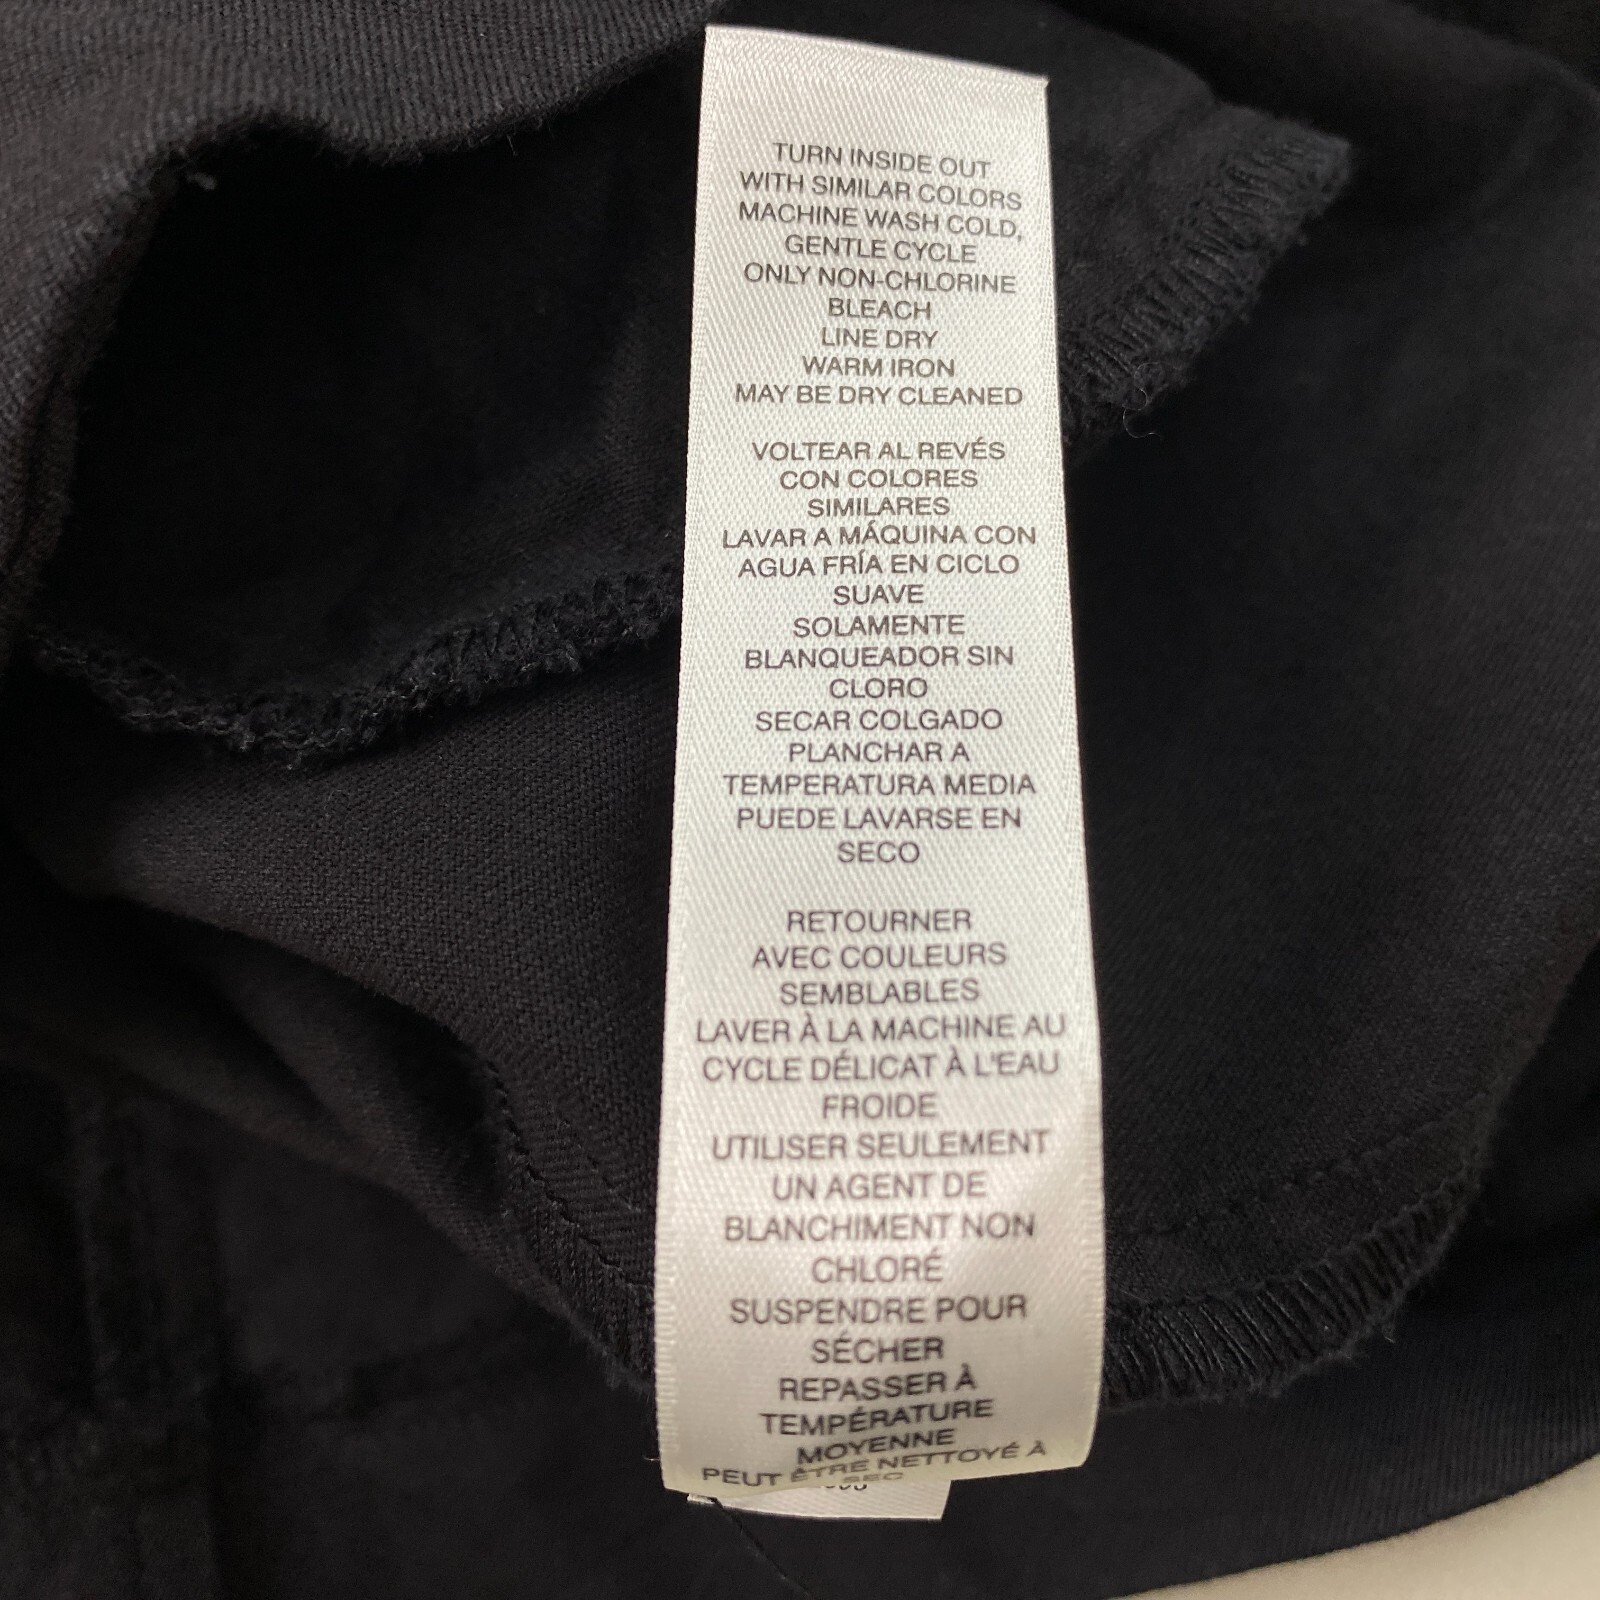 TURN INSIDE OUT
WITH SIMILAR COLORS
MACHINE WASH COLD,
GENTLE CYCLE
ONLY NON-CHLORINE
BLEACH
LINE DRY
WARM IRON
MAY BE DRY CLEANED
VOLTEAR AL REVÉS
CON COLORES
SIMILARES
LAVAR A MÁQUINA CON
AGUA FRÍA EN CICLO
SUAVE
SOLAMENTE
BLANQUEADOR SIN
CLORO
SECAR COLGADO
PLANCHAR A
TEMPERATURA MEDIA
PUEDE LAVARSE EN
SECO
RETOURNER
AVEC COULEURS
SEMBLABLES
LAVER À LA MACHINE AU
CYCLE DÉLICAT À L'EAU
FROIDE
UTILISER SEULEMENT
UN AGENT DE
BLANCHIMENT NON
CHLORÉ
SUSPENDRE POUR
SÉCHER
REPASSER À
TEMPÉRATURE
MOYENNE
PEUT ÊTRE NETTOYÉ À
SEC